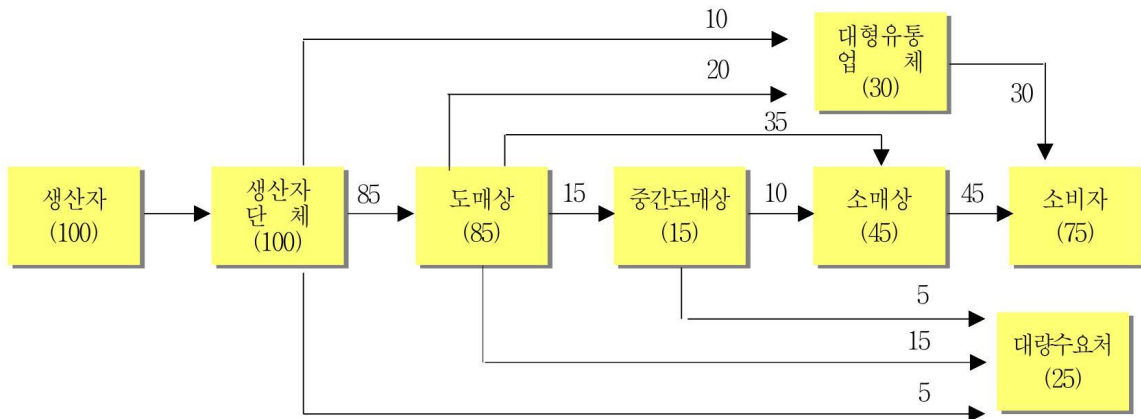 10
대형유통
업 체
(30)
20
30
35
생산자
(100)
생산자
단 체
(100)
85
도매상
(85)
15
중간도매상
(15)
10
소매상
(45)
45
소비자
(75)
5
15
대량수요처
(25)
5